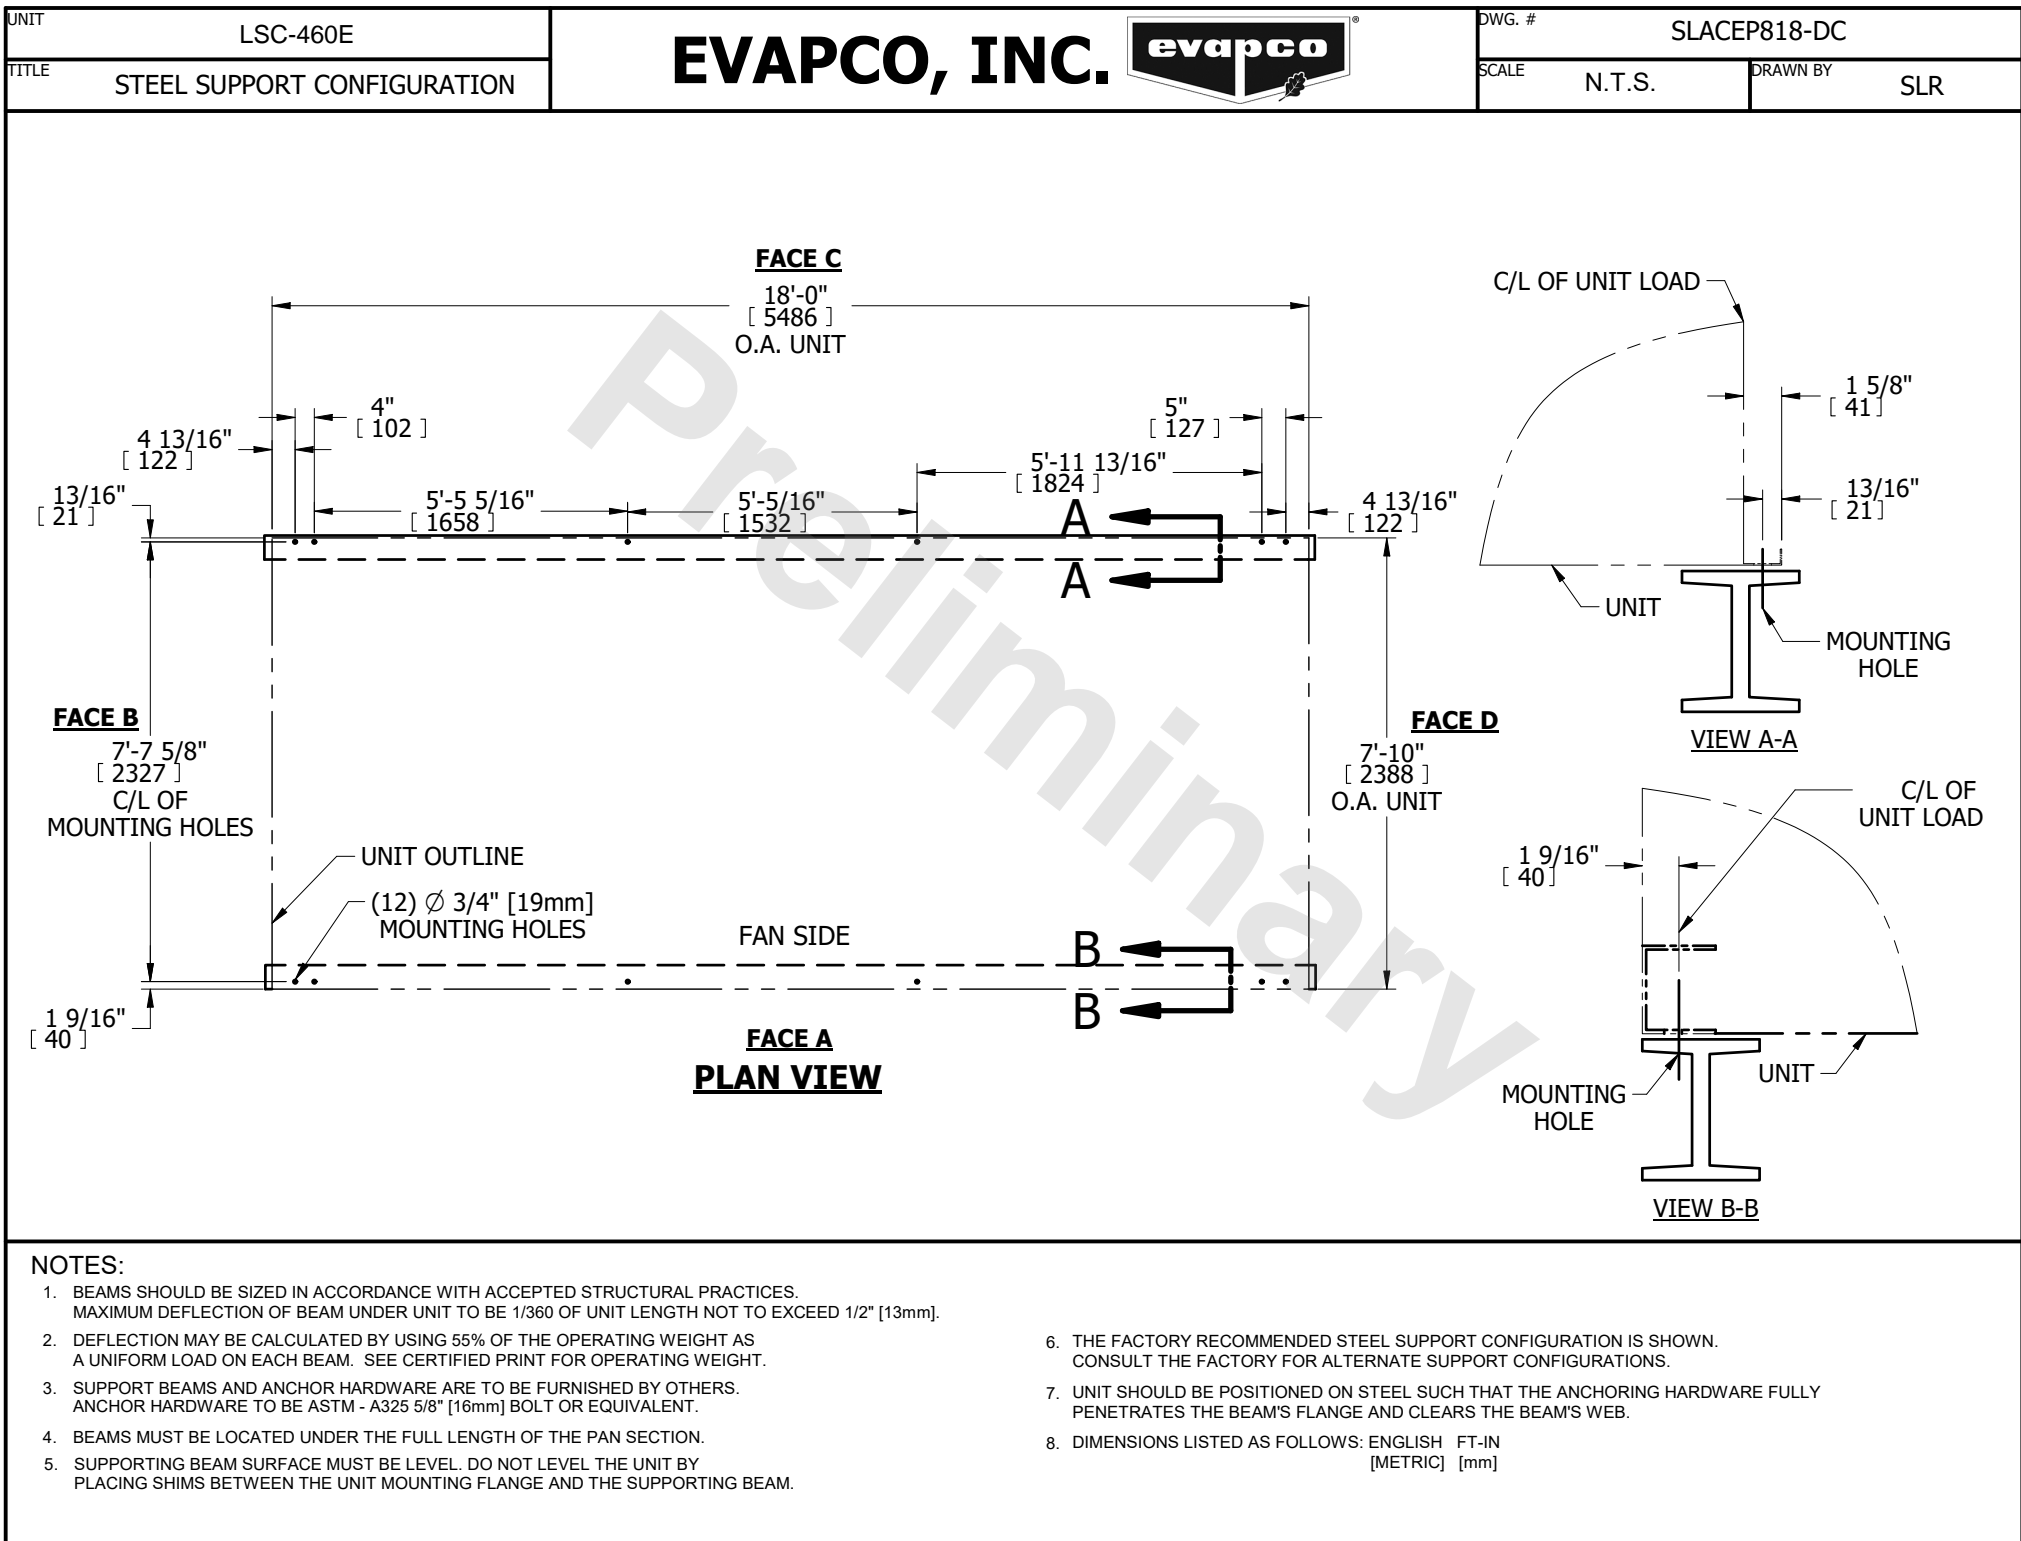 UNIT
LSC-460E
TITLE
STEEL SUPPORT CONFIGURATION
EVAPCO, INC.
evapco
®
DWG. #
SLACEP818-DC
SCALE
N.T.S.
DRAWN BY
SLR
FACE C
18'-0"
[ 5486 ]
O.A. UNIT
4"
[ 102 ]
4 13/16"
[ 122 ]
13/16"
[ 21 ]
5'-5 5/16"
[ 1658 ]
5'-5/16"
[ 1532 ]
5'-11 13/16"
[ 1824 ]
5"
[ 127 ]
4 13/16"
[ 122 ]
A
A
FACE B
7'-7 5/8"
[ 2327 ]
C/L OF
MOUNTING HOLES
FACE D
7'-10"
[ 2388 ]
O.A. UNIT
UNIT OUTLINE
(12) Ø 3/4" [19mm]
MOUNTING HOLES
FAN SIDE
B
B
1 9/16"
[ 40 ]
FACE A
PLAN VIEW
Preliminary
C/L OF UNIT LOAD
1 5/8"
[ 41 ]
13/16"
[ 21 ]
UNIT
MOUNTING
HOLE
VIEW A-A
C/L OF
UNIT LOAD
1 9/16"
[ 40 ]
UNIT
MOUNTING
HOLE
VIEW B-B
NOTES:
1. BEAMS SHOULD BE SIZED IN ACCORDANCE WITH ACCEPTED STRUCTURAL PRACTICES.
MAXIMUM DEFLECTION OF BEAM UNDER UNIT TO BE 1/360 OF UNIT LENGTH NOT TO EXCEED 1/2" [13mm].
2. DEFLECTION MAY BE CALCULATED BY USING 55% OF THE OPERATING WEIGHT AS
A UNIFORM LOAD ON EACH BEAM. SEE CERTIFIED PRINT FOR OPERATING WEIGHT.
3. SUPPORT BEAMS AND ANCHOR HARDWARE ARE TO BE FURNISHED BY OTHERS.
ANCHOR HARDWARE TO BE ASTM - A325 5/8" [16mm] BOLT OR EQUIVALENT.
4. BEAMS MUST BE LOCATED UNDER THE FULL LENGTH OF THE PAN SECTION.
5. SUPPORTING BEAM SURFACE MUST BE LEVEL. DO NOT LEVEL THE UNIT BY
PLACING SHIMS BETWEEN THE UNIT MOUNTING FLANGE AND THE SUPPORTING BEAM.
6. THE FACTORY RECOMMENDED STEEL SUPPORT CONFIGURATION IS SHOWN.
CONSULT THE FACTORY FOR ALTERNATE SUPPORT CONFIGURATIONS.
7. UNIT SHOULD BE POSITIONED ON STEEL SUCH THAT THE ANCHORING HARDWARE FULLY
PENETRATES THE BEAM'S FLANGE AND CLEARS THE BEAM'S WEB.
8. DIMENSIONS LISTED AS FOLLOWS: ENGLISH FT-IN
[METRIC] [mm]